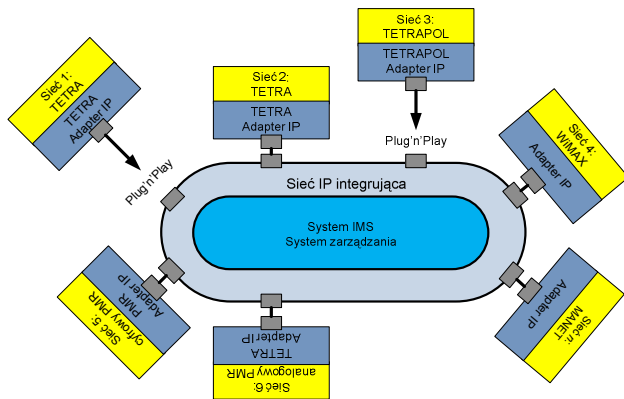 Sieć 1:
TETRA
TETRA
Adapter IP
Plug'n'Play
Sieć 2:
TETRA
TETRA
Adapter IP
Sieć 3:
TETRAPOL
TETRAPOL
Adapter IP
Plug'n'Play
Sieć 4:
WiMAX
Adapter IP
Sieć IP integrująca
System IMS
System zarządzania
Sieć 5:
cyfrowy PMR
PMR
Adapter IP
Sieć 6:
analogowy PMR
TETRA
Adapter IP
Sieć n:
MANET
Adapter IP